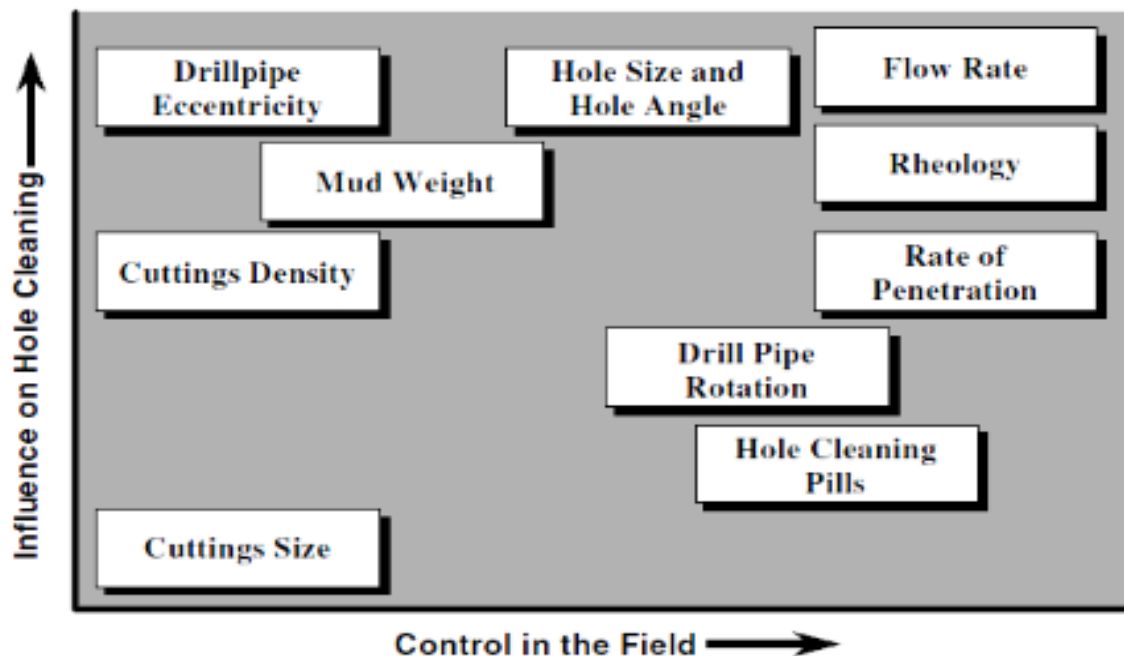 Influence on Hole Cleaning
Drillpipe
Eccentricity
Hole Size and
Hole Angle
Flow Rate
Mud Weight
Rheology
Cuttings Density
Rate of
Penetration
Drill Pipe
Rotation
Hole Cleaning
Pills
Cuttings Size
Control in the Field